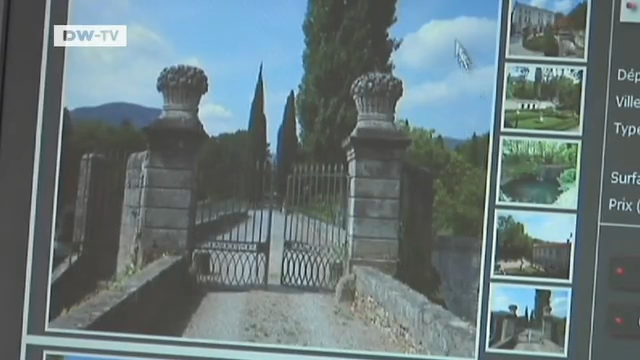 DW-TV
Dép
Ville
Type
Surfa
Prix (